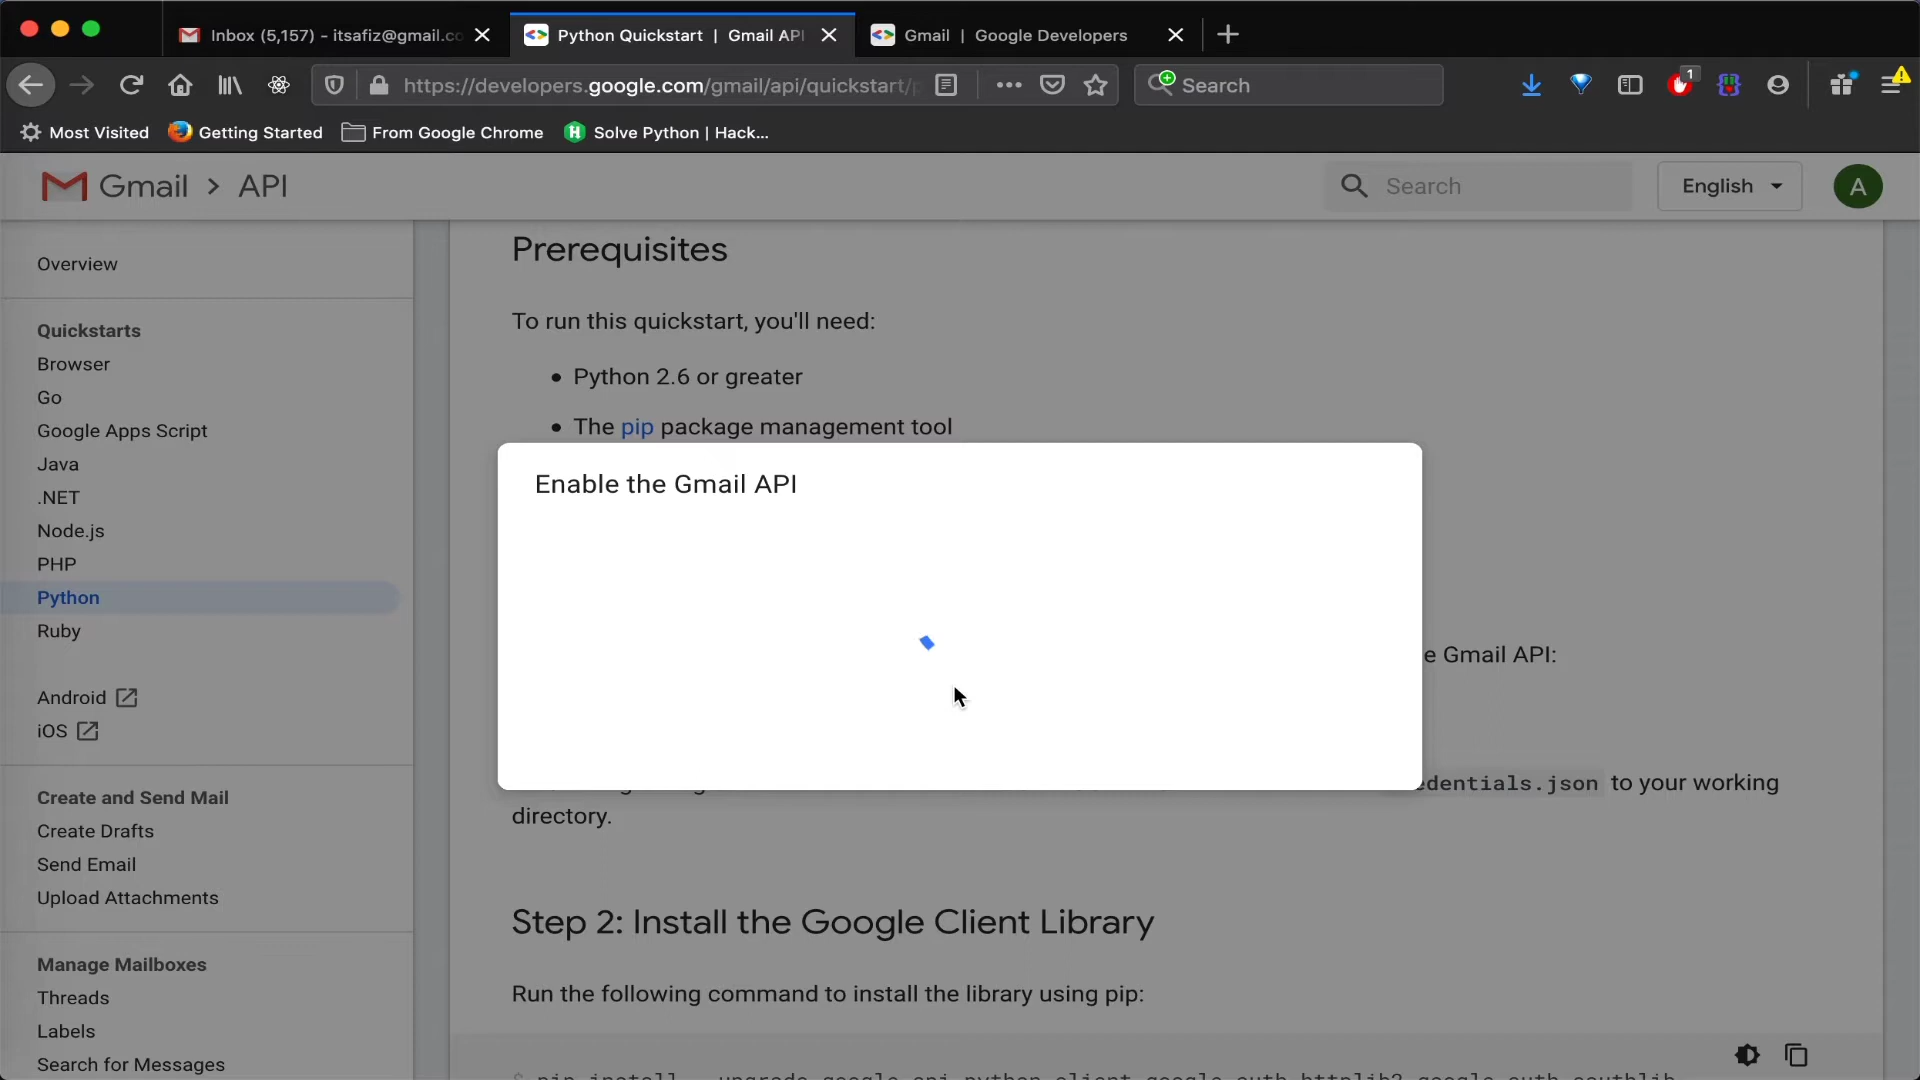 Inbox (5,157) - itsafiz@gmail.co
Python Quickstart | Gmail API
Gmail | Google Developers
https://developers.google.com/gmail/api/quickstart/p
Search
1
Most Visited
Getting Started
From Google Chrome
Solve Python | Hack...
Gmail > API
Search
English
A
Overview
Quickstarts
Browser
Go
Google Apps Script
Java
.NET
Node.js
PHP
Python
Ruby
Android
iOS
Create and Send Mail
Create Drafts
Send Email
Upload Attachments
Manage Mailboxes
Threads
Labels
Search for Messages
Prerequisites
To run this quickstart, you'll need:
• Python 2.6 or greater
• The pip package management tool
Enable the Gmail API
e Gmail API:
edentials.json to your working
directory.
Step 2: Install the Google Client Library
Run the following command to install the library using pip: